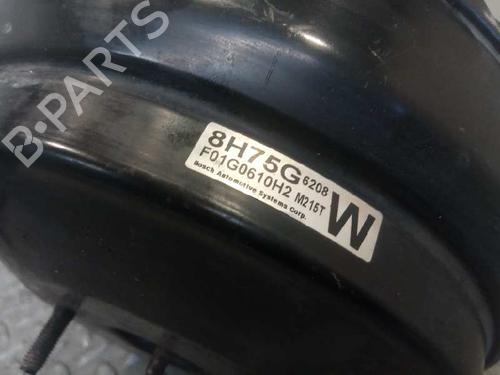 B-PARTS
8H75G 6208
F01G0610H2 M215T
Bosch Automotive Systems Corp.
W